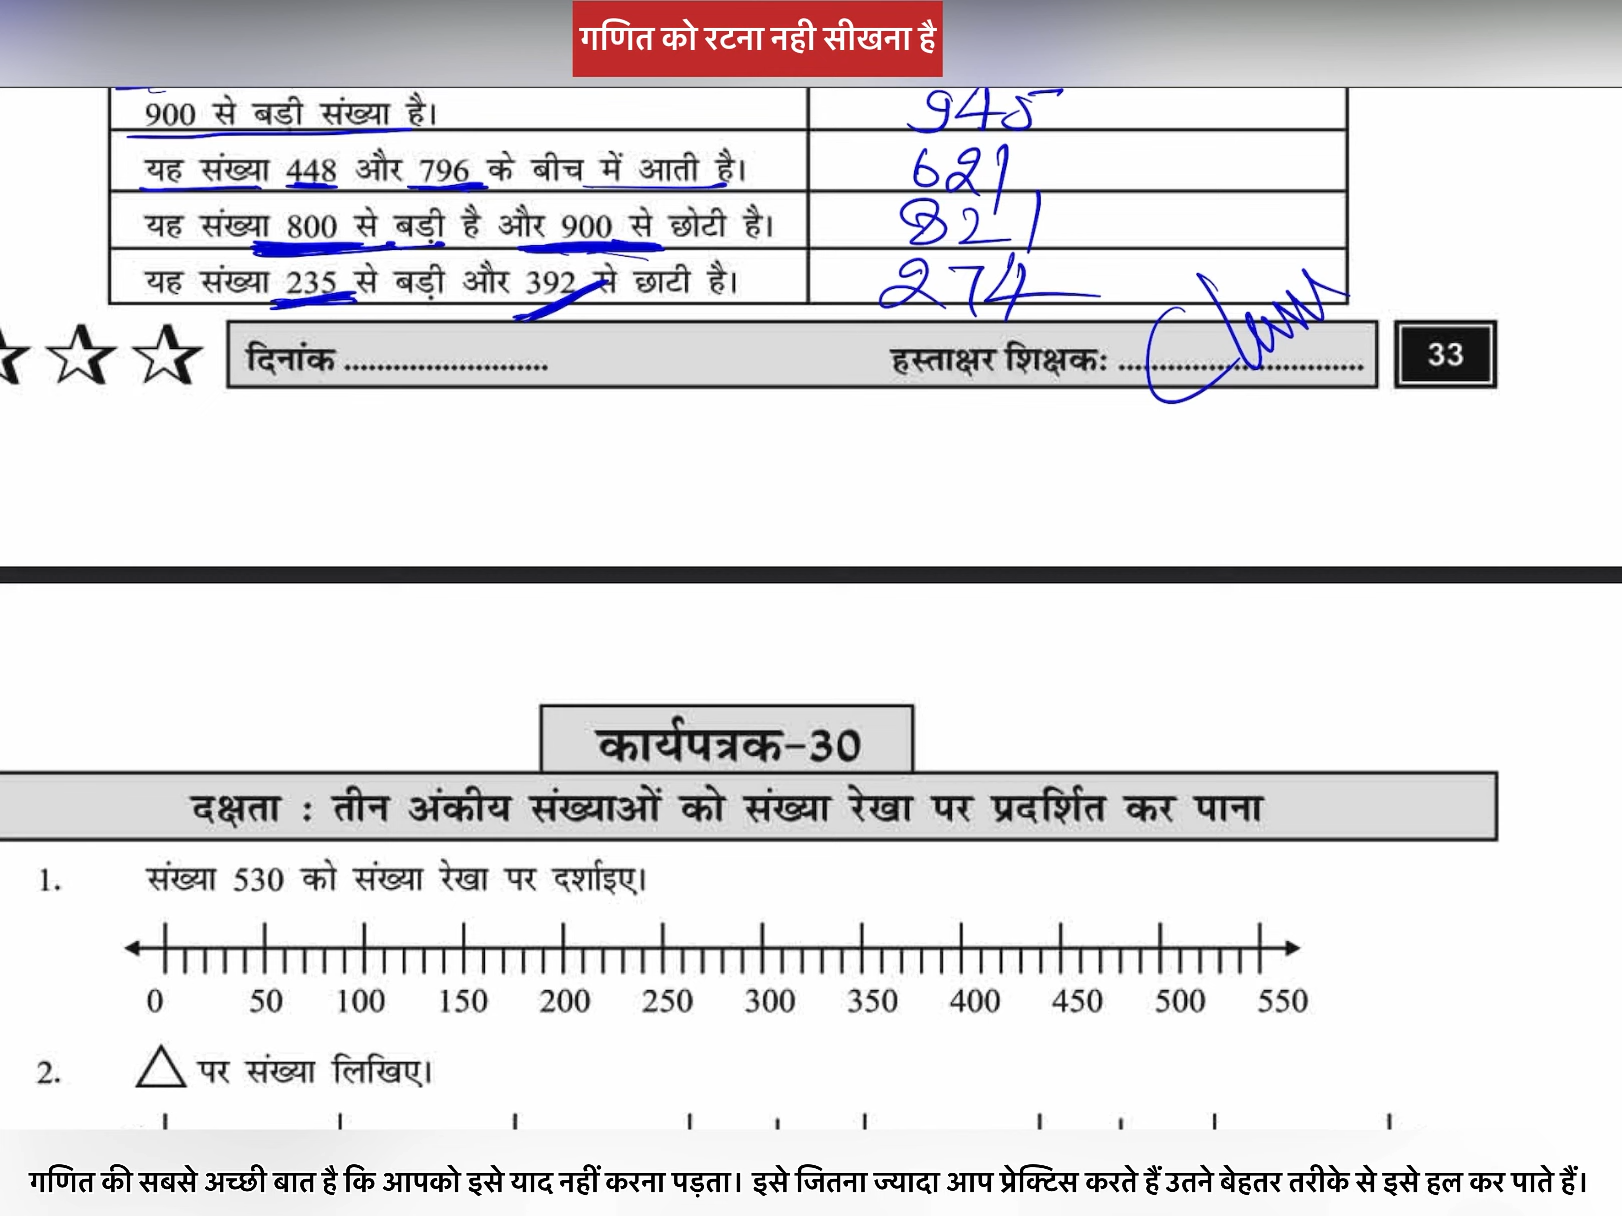 गणित को रटना नही सीखना है
900 से बड़ी संख्या है। 945
यह संख्या 448 और 796 के बीच में आती है। 621
यह संख्या 800 से बड़ी है और 900 से छोटी है। 821
यह संख्या 235 से बड़ी और 392 से छाटी है। 274
दिनांक ......................... हस्ताक्षर शिक्षक: .............................. 33
कार्यपत्रक-30
दक्षता : तीन अंकीय संख्याओं को संख्या रेखा पर प्रदर्शित कर पाना
1. संख्या 530 को संख्या रेखा पर दर्शाइए।
0 50 100 150 200 250 300 350 400 450 500 550
2. △ पर संख्या लिखिए।
गणित की सबसे अच्छी बात है कि आपको इसे याद नहीं करना पड़ता। इसे जितना ज्यादा आप प्रेक्टिस करते हैं उतने बेहतर तरीके से इसे हल कर पाते हैं।